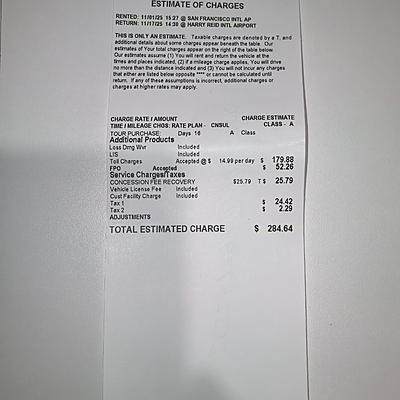 ESTIMATE OF CHARGES
RENTED: 11/01/25 15:27 @ SAN FRANCISCO INTL AP
RETURN: 11/17/25 14:30 @ HARRY REID INTL AIRPORT
THIS IS ONLY AN ESTIMATE. Taxable charges are denoted by a T, and
additional details about some charges appear beneath the table. Our
estimates of Your total charges appear on the right of the table below.
Our estimates assume (1) You will rent and return the vehicle at the
times and places indicated, (2) if a mileage charge applies, You will drive
no more than the distance indicated and (3) You will not incur any charges
that either are listed below opposite **** or cannot be calculated until
return. If any of these assumptions is incorrect, additional charges or
charges at higher rates may apply.
CHARGE RATE / AMOUNT CHARGE ESTIMATE
TIME / MILEAGE CHGS: RATE PLAN - CNSUL CLASS - A
TOUR PURCHASE: Days 16 A Class
Additional Products
Loss Dmg Wvr Included
LIS Included
Toll Charges Accepted @ $ 14.99 per day $ 179.88
FPO Accepted $ 52.26
Service Charges/Taxes
CONCESSION FEE RECOVERY $25.79 T $ 25.79
Vehicle License Fee Included
Cust Facility Charge Included
Tax 1 $ 24.42
Tax 2 $ 2.29
ADJUSTMENTS
TOTAL ESTIMATED CHARGE $ 284.64